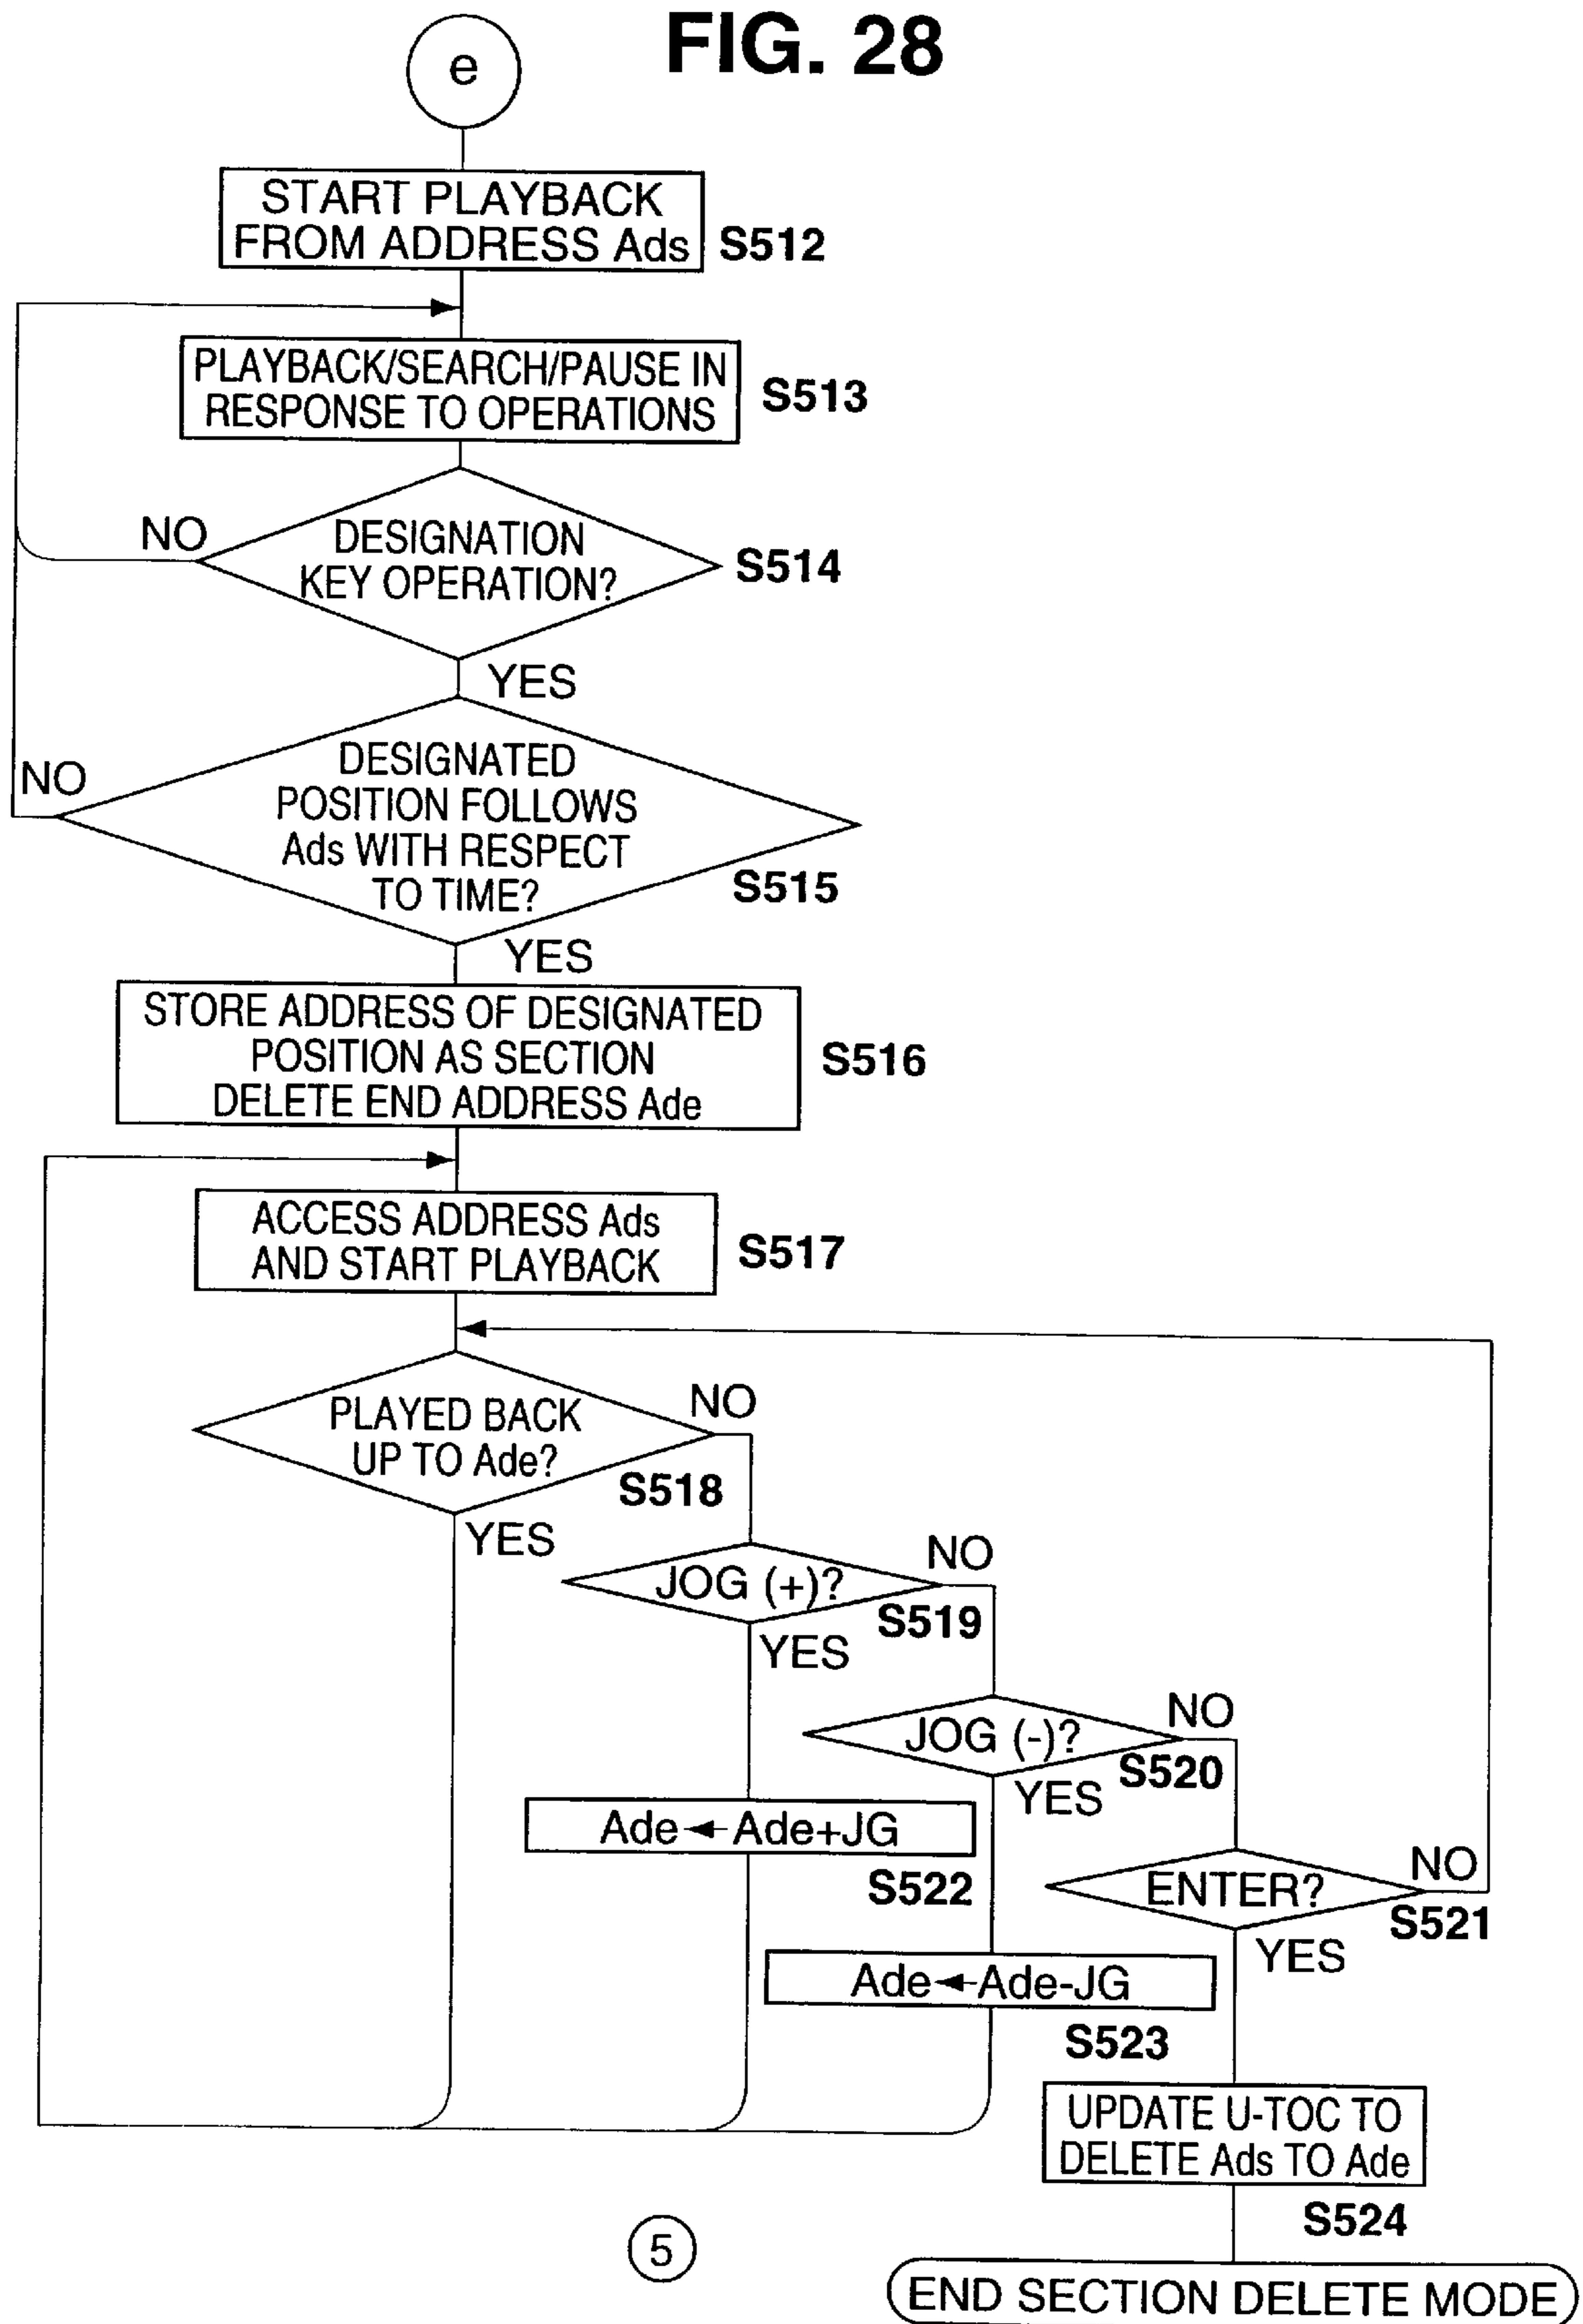 FIG. 28
e
START PLAYBACK
FROM ADDRESS Ads
S512
PLAYBACK/SEARCH/PAUSE IN
RESPONSE TO OPERATIONS
S513
NO
DESIGNATION
KEY OPERATION?
S514
YES
NO
DESIGNATED
POSITION FOLLOWS
Ads WITH RESPECT
TO TIME?
S515
YES
STORE ADDRESS OF DESIGNATED
POSITION AS SECTION
DELETE END ADDRESS Ade
S516
ACCESS ADDRESS Ads
AND START PLAYBACK
S517
PLAYED BACK
UP TO Ade?
NO
S518
YES
JOG (+)?
NO
S519
YES
JOG (-)?
NO
S520
YES
Ade◄-Ade+JG
S522
ENTER?
NO
S521
YES
Ade◄-Ade-JG
S523
UPDATE U-TOC TO
DELETE Ads TO Ade
S524
5
END SECTION DELETE MODE